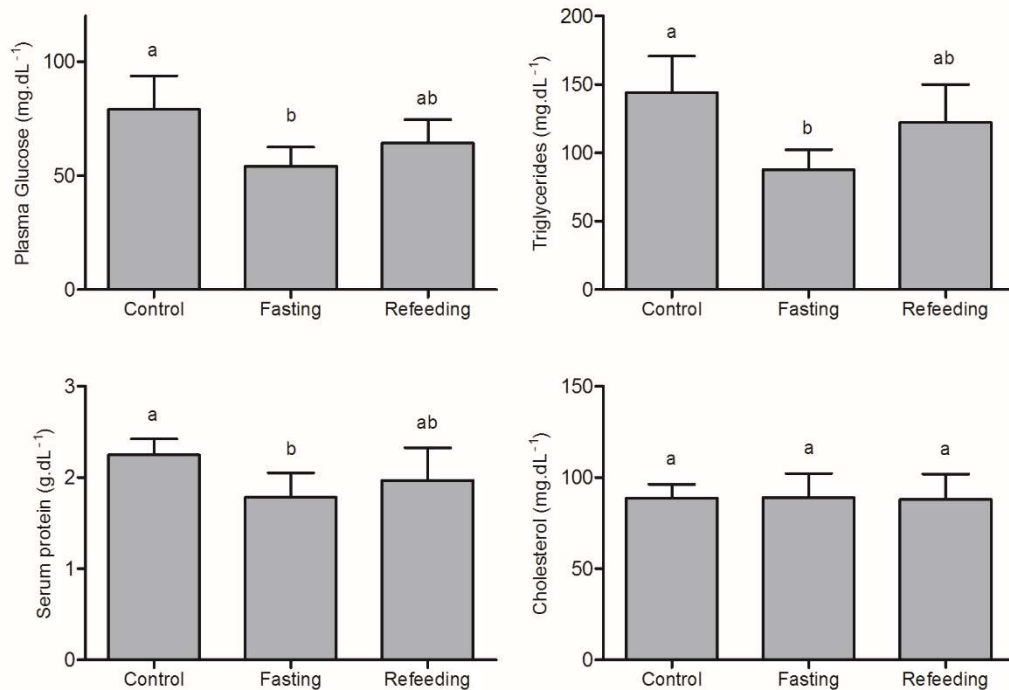 Plasma Glucose (mg.dL⁻¹)
100
50
0
a
b
ab
Control Fasting Refeeding
Triglycerides (mg.dL⁻¹)
200
150
100
50
0
a
b
ab
Control Fasting Refeeding
Serum protein (g.dL⁻¹)
3
2
1
0
a
b
ab
Control Fasting Refeeding
Cholesterol (mg.dL⁻¹)
150
100
50
0
a
a
a
Control Fasting Refeeding